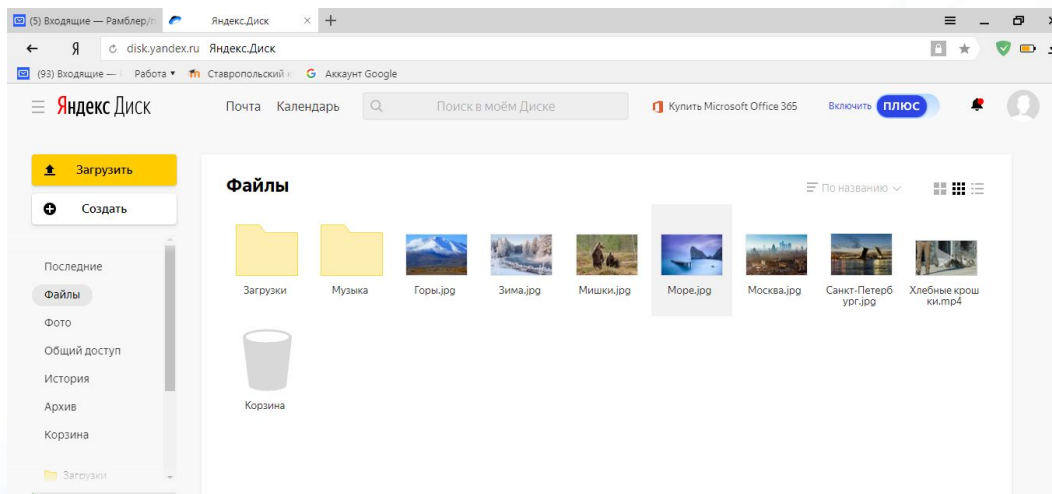 (5) Входящие — Рамблер/п
Яндекс.Диск
Я
disk.yandex.ru Яндекс.Диск
(93) Входящие —
Работа
Ставропольский
G Аккаунт Google
Яндекс Диск
Почта
Календарь
Поиск в моём Диске
Купить Microsoft Office 365
Включить ПЛЮС
Загрузить
Создать
Последние
Файлы
Фото
Общий доступ
История
Архив
Корзина
Загрузки
Файлы
По названию
Загрузки
Музыка
Горы.jpg
Зима.jpg
Мишки.jpg
Море.jpg
Москва.jpg
Санкт-Петерб
ург.jpg
Хлебные крош
ки.mp4
Корзина